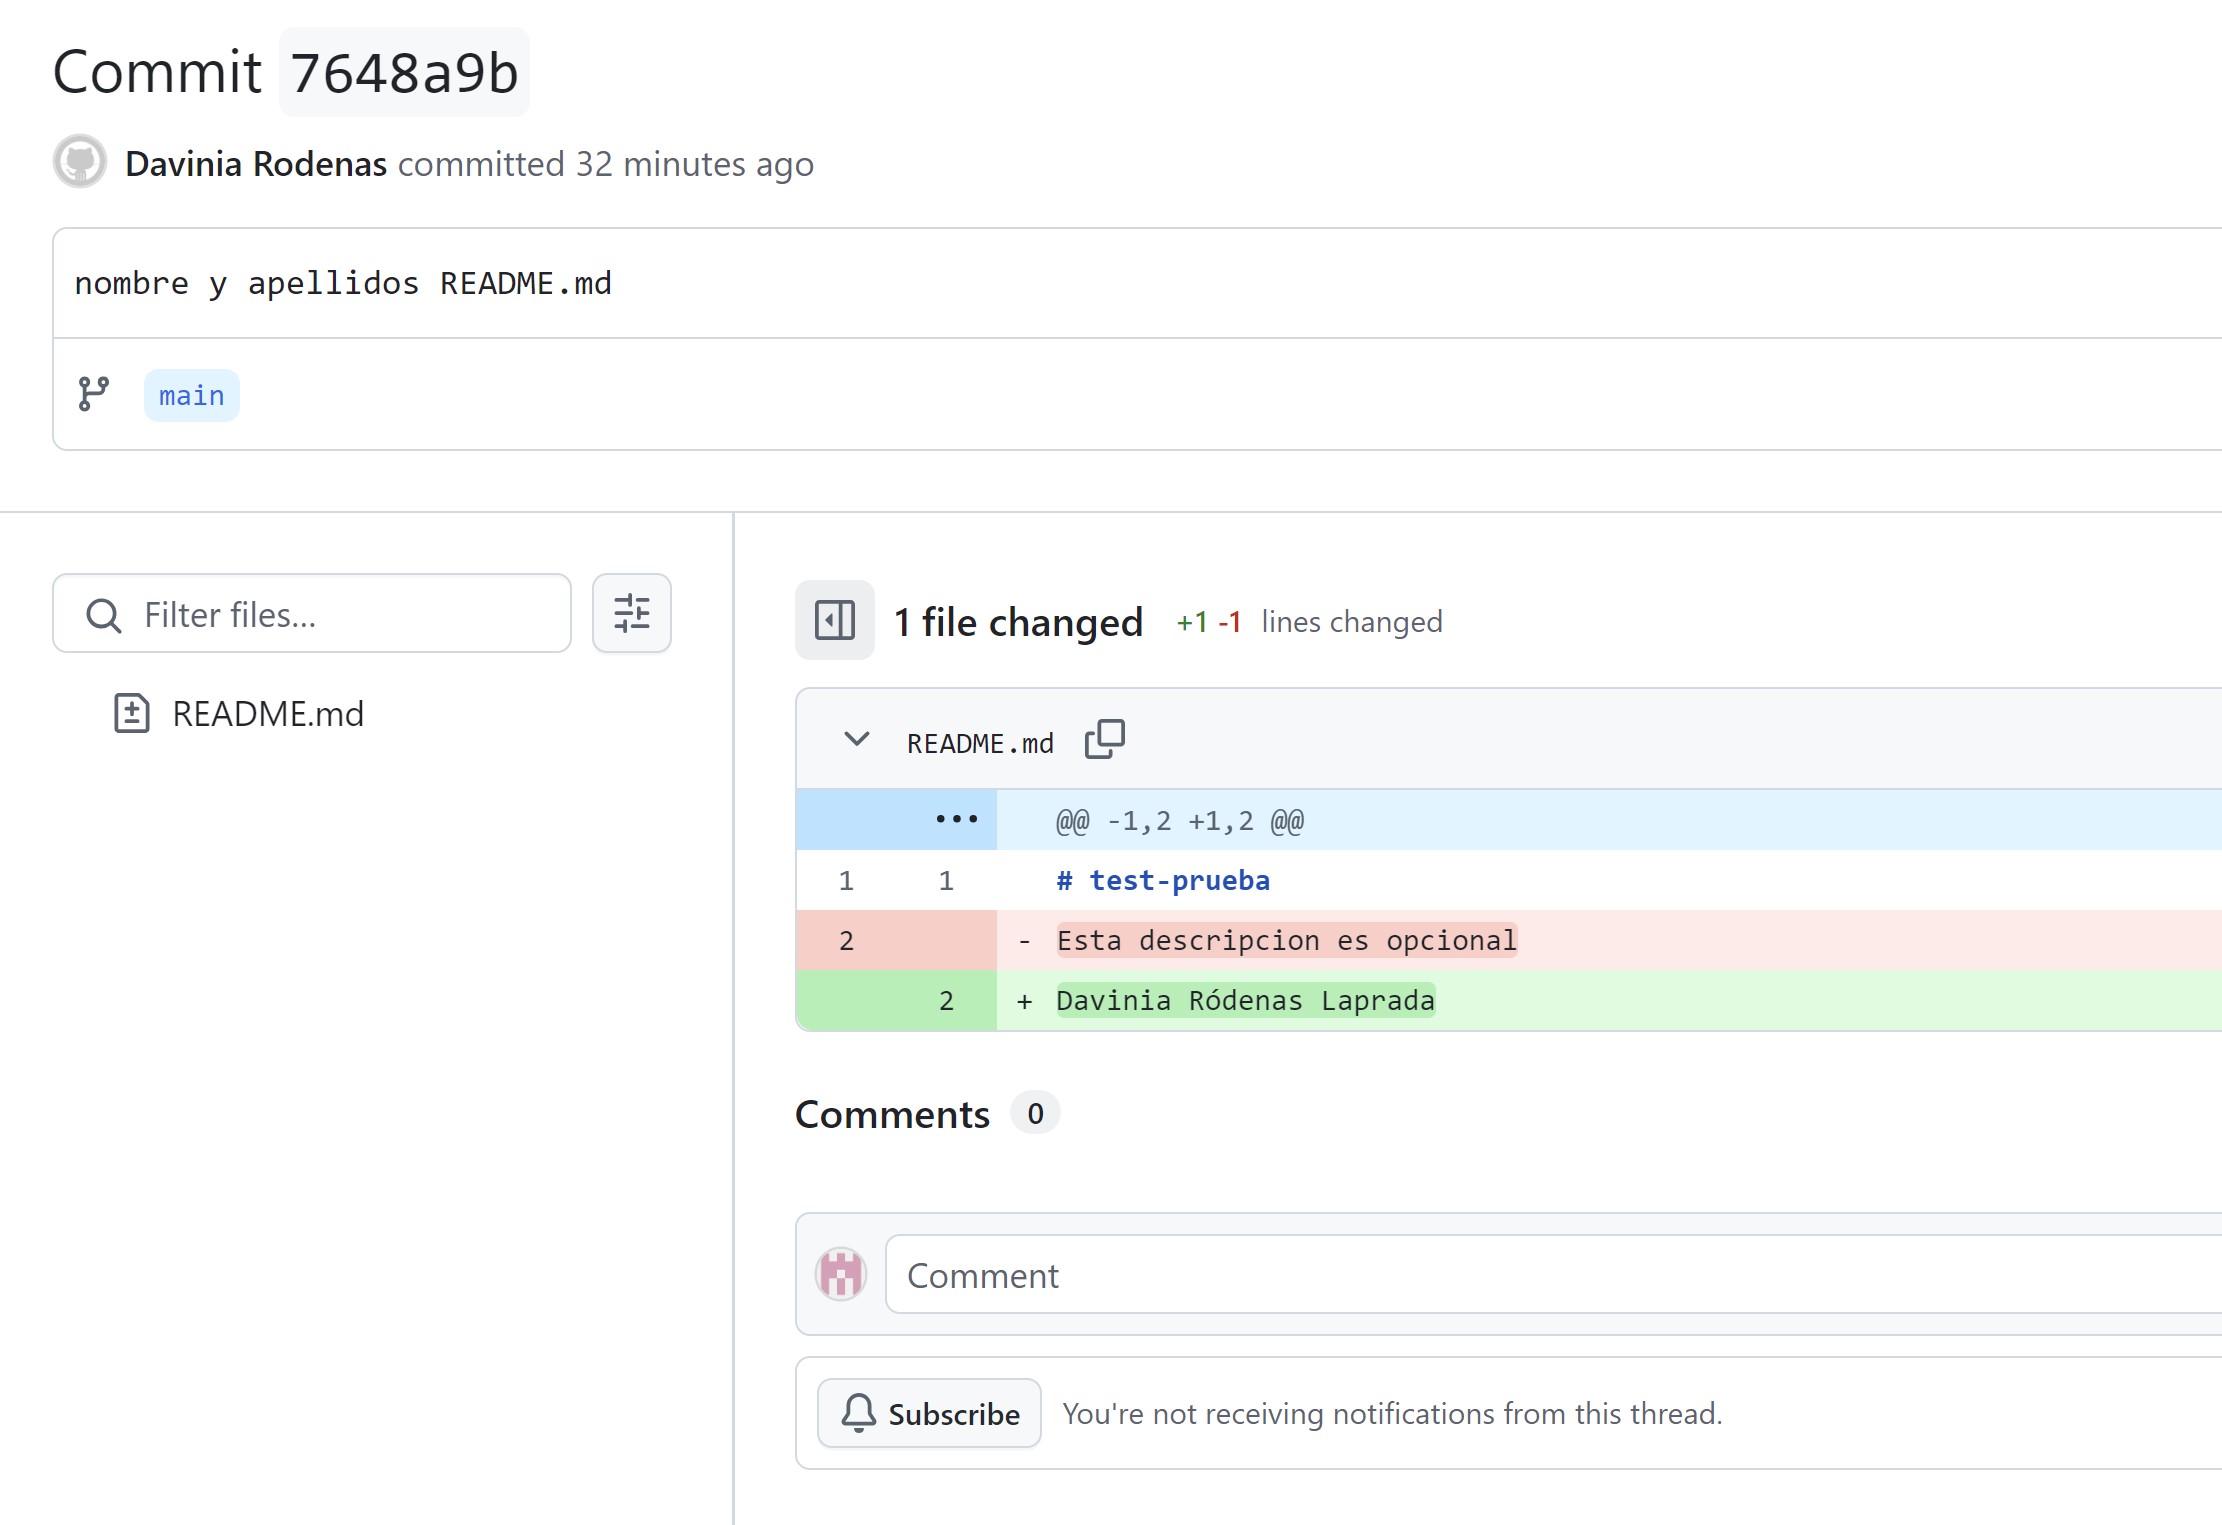 Commit 7648a9b
Davinia Rodenas committed 32 minutes ago
nombre y apellidos README.md
main
Filter files...
README.md
1 file changed +1 -1 lines changed
README.md
@@ -1,2 +1,2 @@
1 1 # test-prueba
2 - Esta descripcion es opcional
2 + Davinia Ródenas Laprada
Comments 0
Comment
Subscribe You're not receiving notifications from this thread.